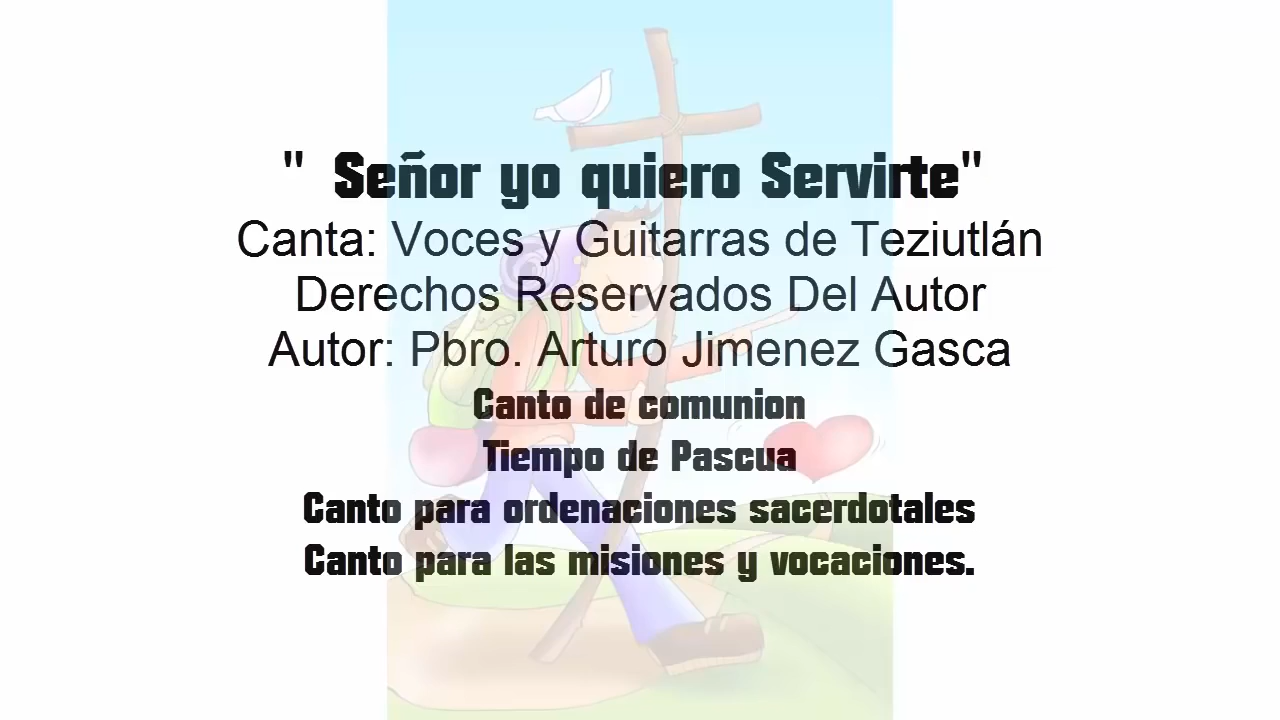 " Señor yo quiero Servirte"
Canta: Voces y Guitarras de Teziutlán
Derechos Reservados Del Autor
Autor: Pbro. Arturo Jimenez Gasca
Canto de comunion
Tiempo de Pascua
Canto para ordenaciones sacerdotales
Canto para las misiones y vocaciones.